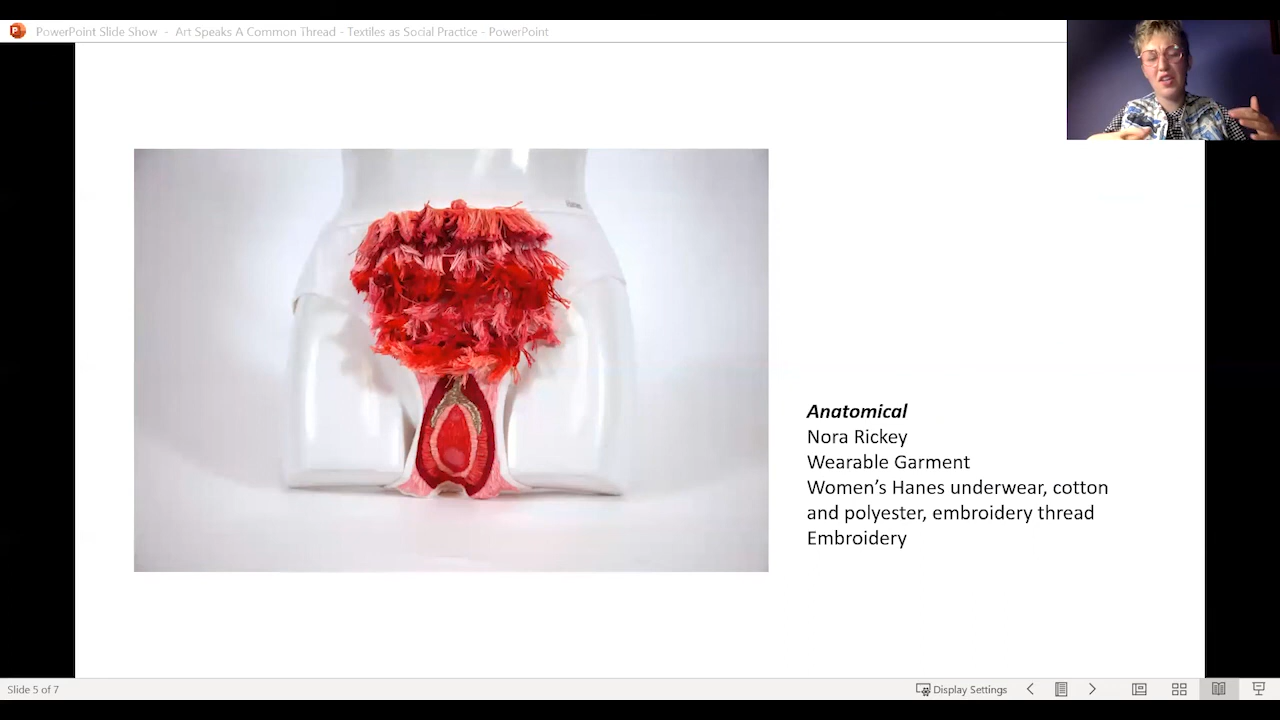 PowerPoint Slide Show - Art Speaks A Common Thread - Textiles as Social Practice - PowerPoint
Anatomical
Nora Rickey
Wearable Garment
Women’s Hanes underwear, cotton
and polyester, embroidery thread
Embroidery
Slide 5 of 7
Display Settings